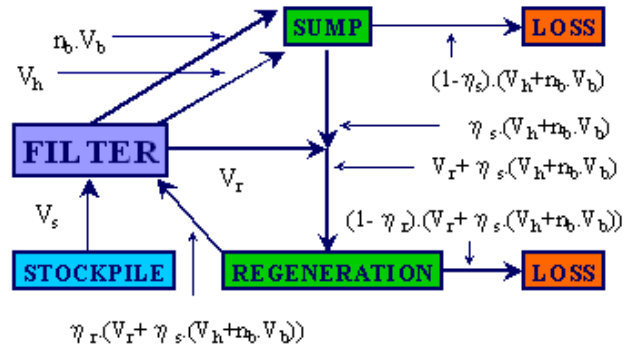 SUMP
LOSS
n_b.V_b
V_h
(1-η_s).(V_h+n_b.V_b)
η_s.(V_h+n_b.V_b)
FILTER
V_r+ η_s.(V_h+n_b.V_b)
V_r
V_s
(1-η_r).(V_r+ η_s.(V_h+n_b.V_b))
STOCKPILE
REGENERATION
LOSS
η_r.(V_r+ η_s.(V_h+n_b.V_b))